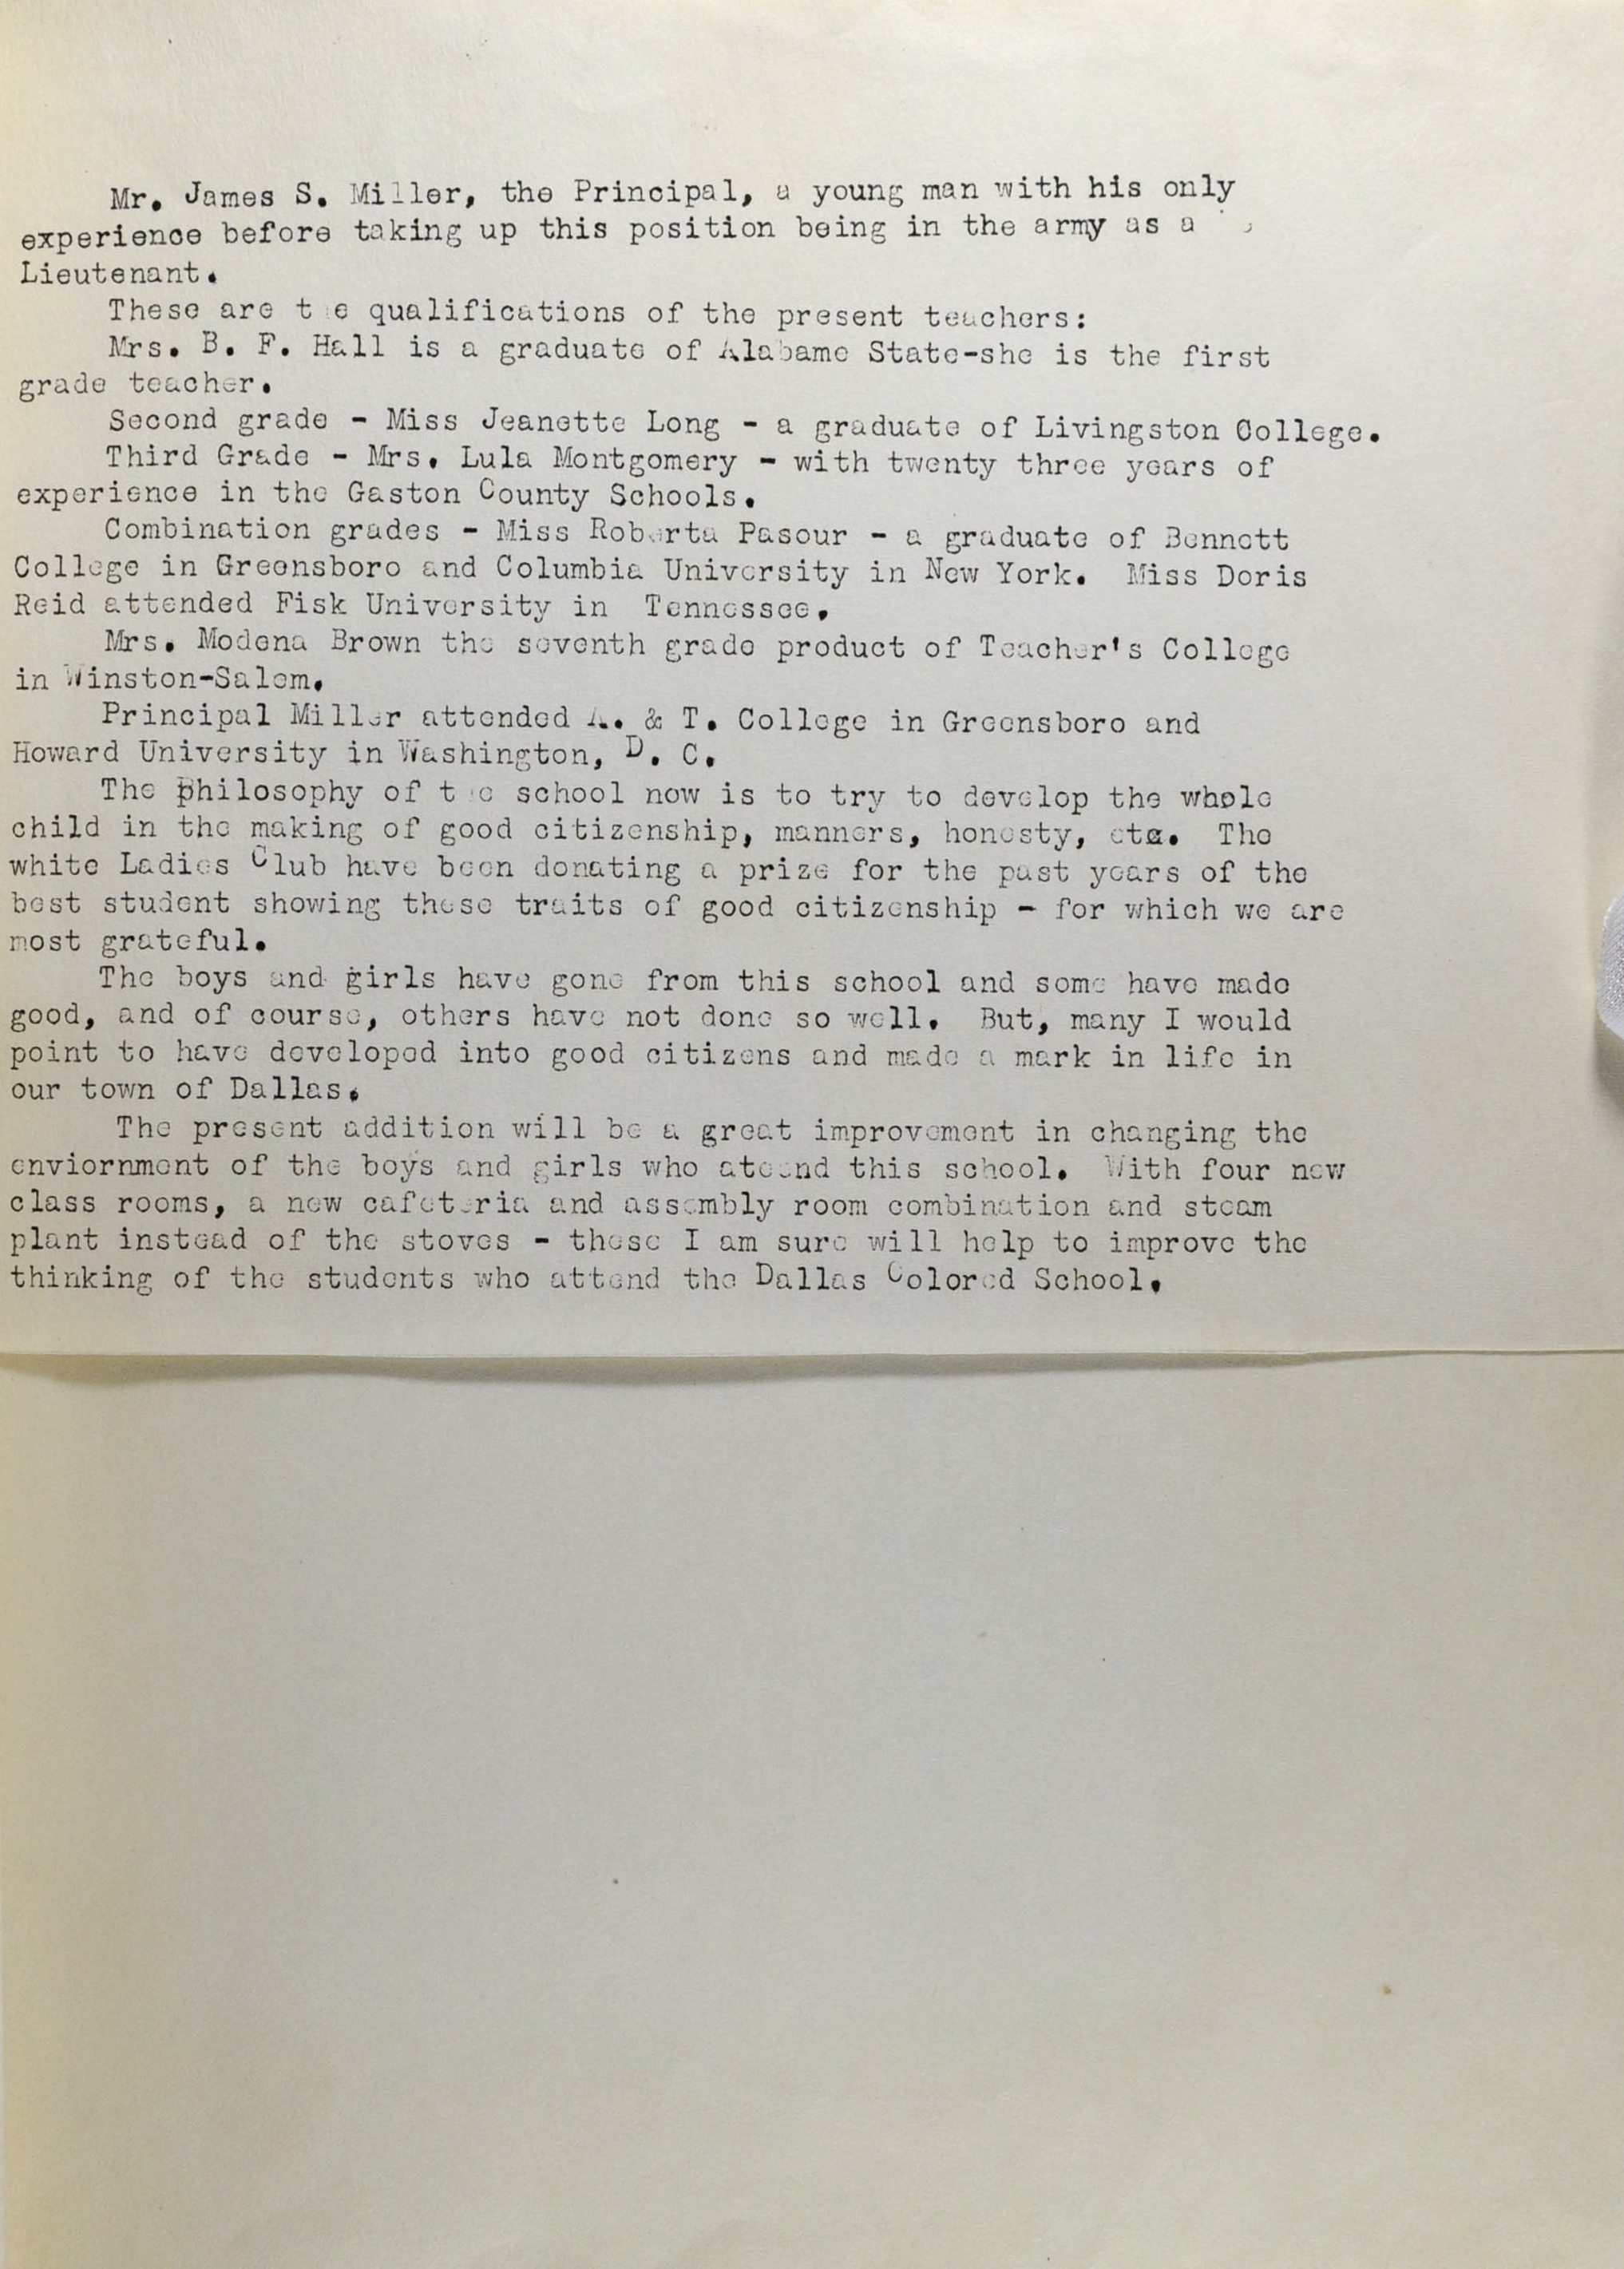 Mr. James S. Miller, the Principal, a young man with his only
experience before taking up this position being in the army as a
Lieutenant.
These are t e qualifications of the present teachers:
Mrs. B. F. Hall is a graduate of Alabame State-she is the first
grade teacher.
Second grade - Miss Jeanette Long - a graduate of Livingston College.
Third Grade - Mrs. Lula Montgomery - with twenty three years of
experience in the Gaston County Schools.
Combination grades - Miss Roberta Pasour - a graduate of Bennett
College in Greensboro and Columbia University in New York. Miss Doris
Reid attended Fisk University in Tennessee.
Mrs. Modena Brown the seventh grade product of Teacher's College
in Winston-Salem.
Principal Miller attended A. & T. College in Greensboro and
Howard University in Washington, D. C.
The philosophy of t e school now is to try to develop the whole
child in the making of good citizenship, manners, honesty, etc. The
white Ladies Club have been donating a prize for the past years of the
best student showing these traits of good citizenship - for which we are
most grateful.
The boys and girls have gone from this school and some have made
good, and of course, others have not done so well. But, many I would
point to have developed into good citizens and made a mark in life in
our town of Dallas.
The present addition will be a great improvement in changing the
enviornment of the boys and girls who ateend this school. With four new
class rooms, a new cafeteria and assembly room combination and steam
plant instead of the stoves - these I am sure will help to improve the
thinking of the students who attend the Dallas Colored School.